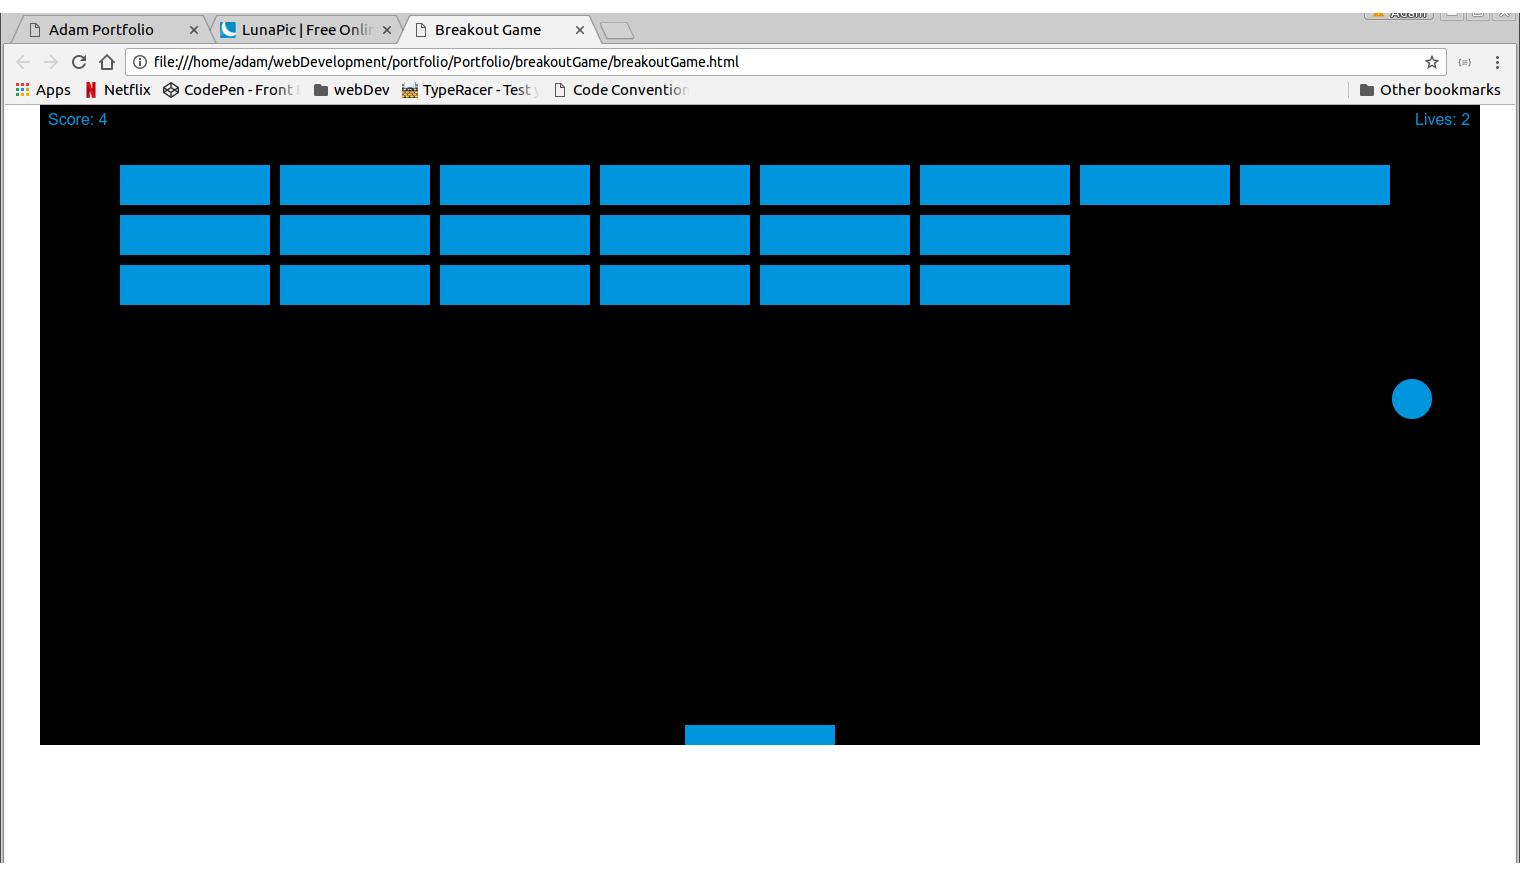 Adam
Adam Portfolio
LunaPic | Free Onlin
Breakout Game
file:///home/adam/webDevelopment/portfolio/Portfolio/breakoutGame/breakoutGame.html
Apps Netflix CodePen - Front webDev TypeRacer - Test y Code Convention Other bookmarks
Score: 4 Lives: 2